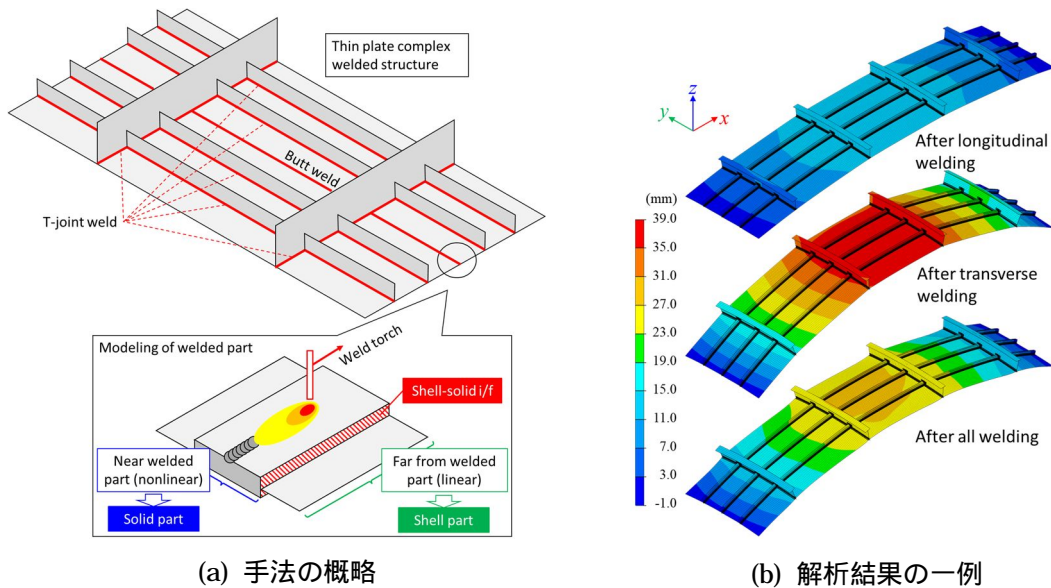 Thin plate complex
welded structure
Butt weld
T-joint weld
Modeling of welded part
Weld torch
Shell-solid i/f
Near welded
part (nonlinear)
Solid part
Far from welded
part (linear)
Shell part
(a) 手法の概略
z
y
x
After longitudinal
welding
(mm)
39.0
35.0
31.0
27.0
23.0
19.0
15.0
11.0
7.0
3.0
-1.0
After transverse
welding
After all welding
(b) 解析結果の一例